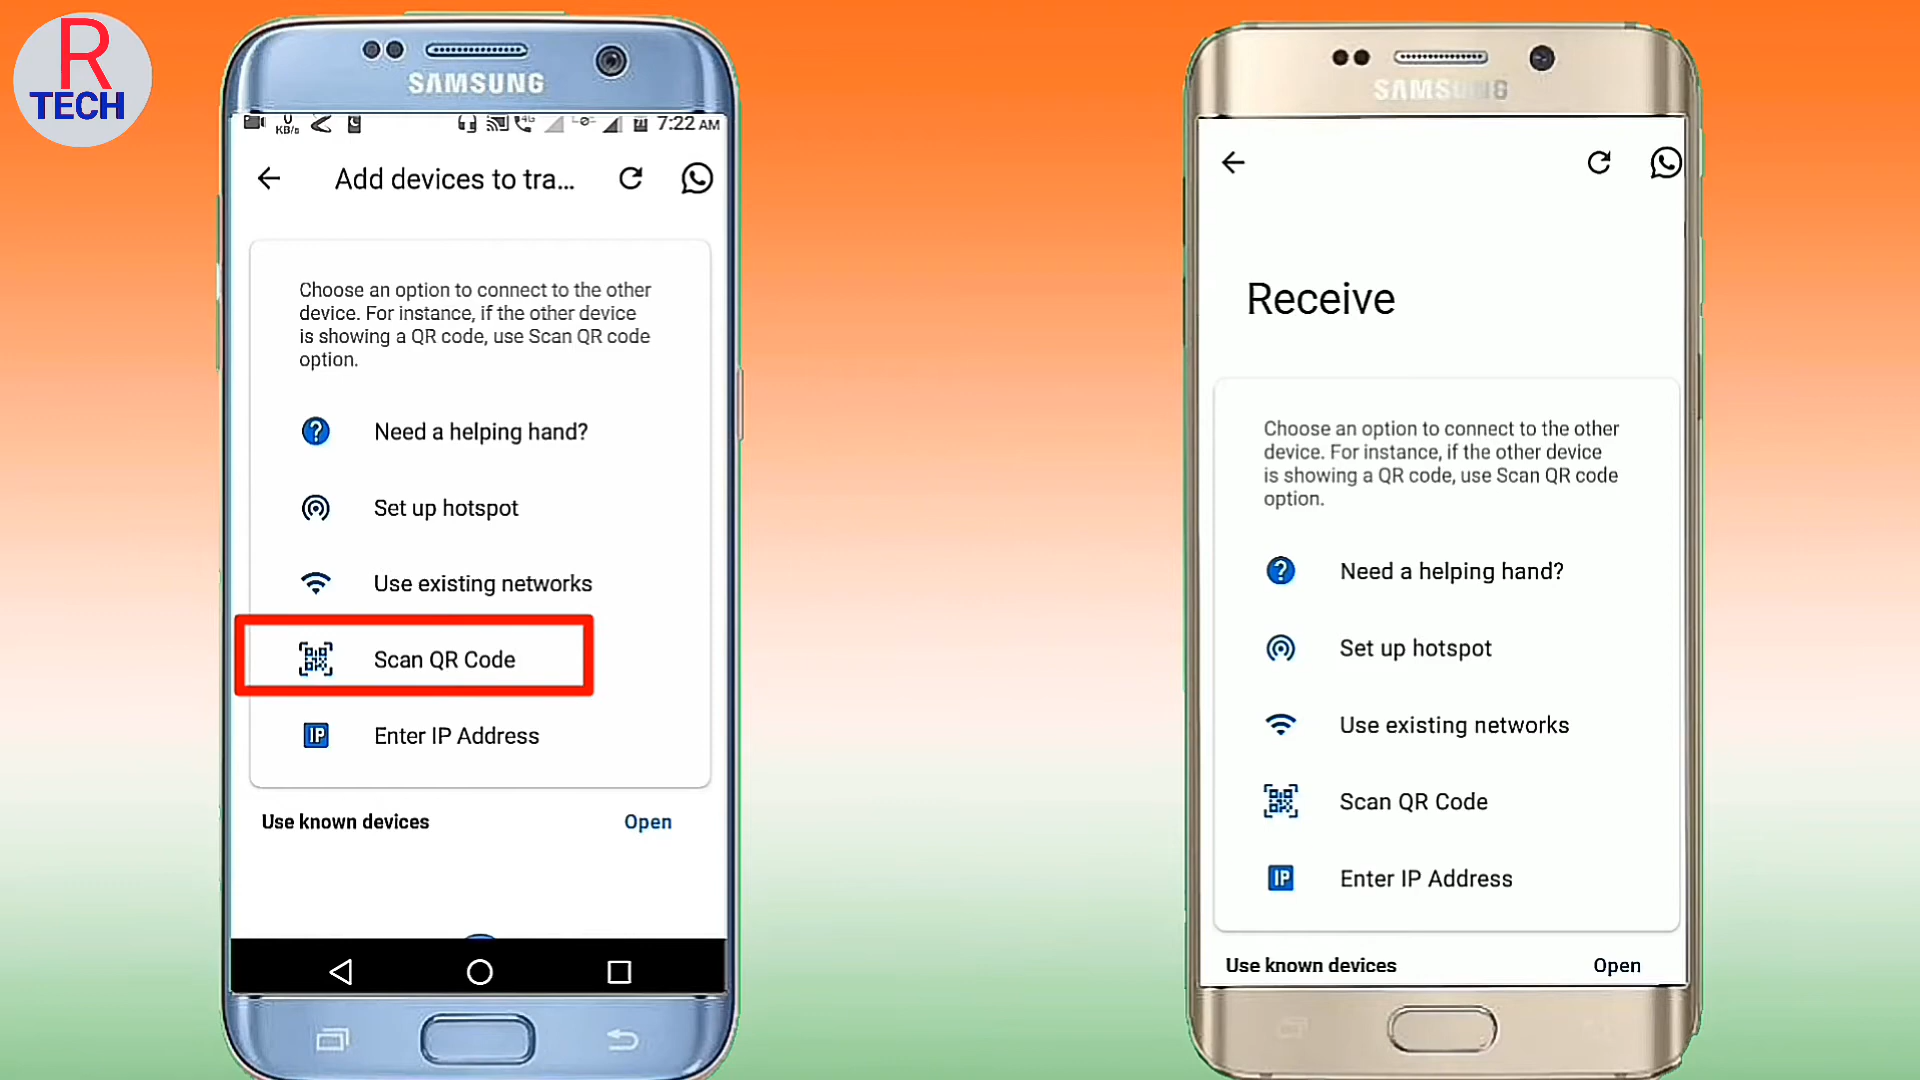 R
TECH
SAMSUNG
0
KB/s
4G
7:22 AM
Add devices to tra...
Choose an option to connect to the other
device. For instance, if the other device
is showing a QR code, use Scan QR code
option.
Need a helping hand?
Set up hotspot
Use existing networks
Scan QR Code
IP Enter IP Address
Use known devices Open
SAMSUNG
Receive
Choose an option to connect to the other
device. For instance, if the other device
is showing a QR code, use Scan QR code
option.
Need a helping hand?
Set up hotspot
Use existing networks
Scan QR Code
IP Enter IP Address
Use known devices Open